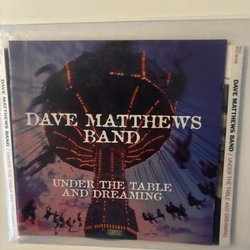 DAVE MATTHEWS
BAND
UNDER THE TABLE
AND DREAMING
DAVE MATTHEWS BAND
UNDER THE TABLE AND DREAMING
DAVE MATTHEWS BAND
UNDER THE TABLE AND DREAMING